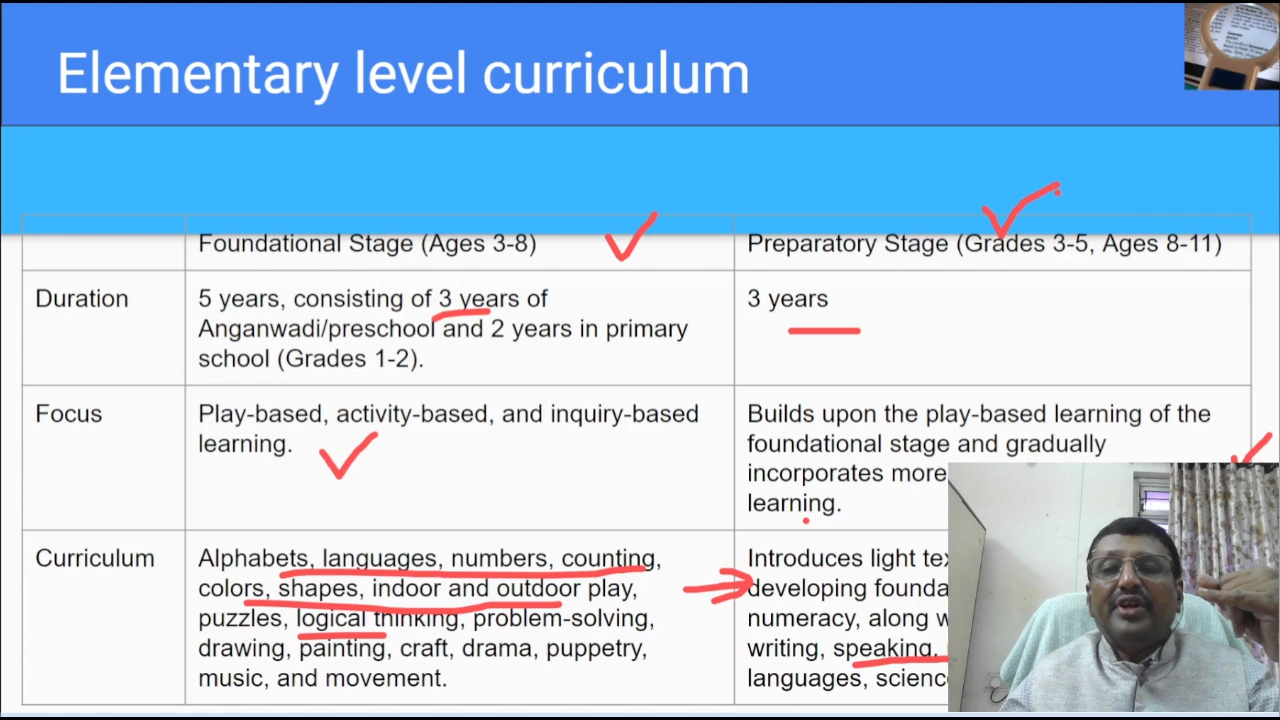 Elementary level curriculum
Foundational Stage (Ages 3-8)
Preparatory Stage (Grades 3-5, Ages 8-11)
Duration
5 years, consisting of 3 years of
Anganwadi/preschool and 2 years in primary
school (Grades 1-2).
3 years
Focus
Play-based, activity-based, and inquiry-based
learning.
Builds upon the play-based learning of the
foundational stage and gradually
incorporates more
learning.
Curriculum
Alphabets, languages, numbers, counting,
colors, shapes, indoor and outdoor play,
puzzles, logical thinking, problem-solving,
drawing, painting, craft, drama, puppetry,
music, and movement.
Introduces light
developing
numeracy, along
writing, speaking,
languages,